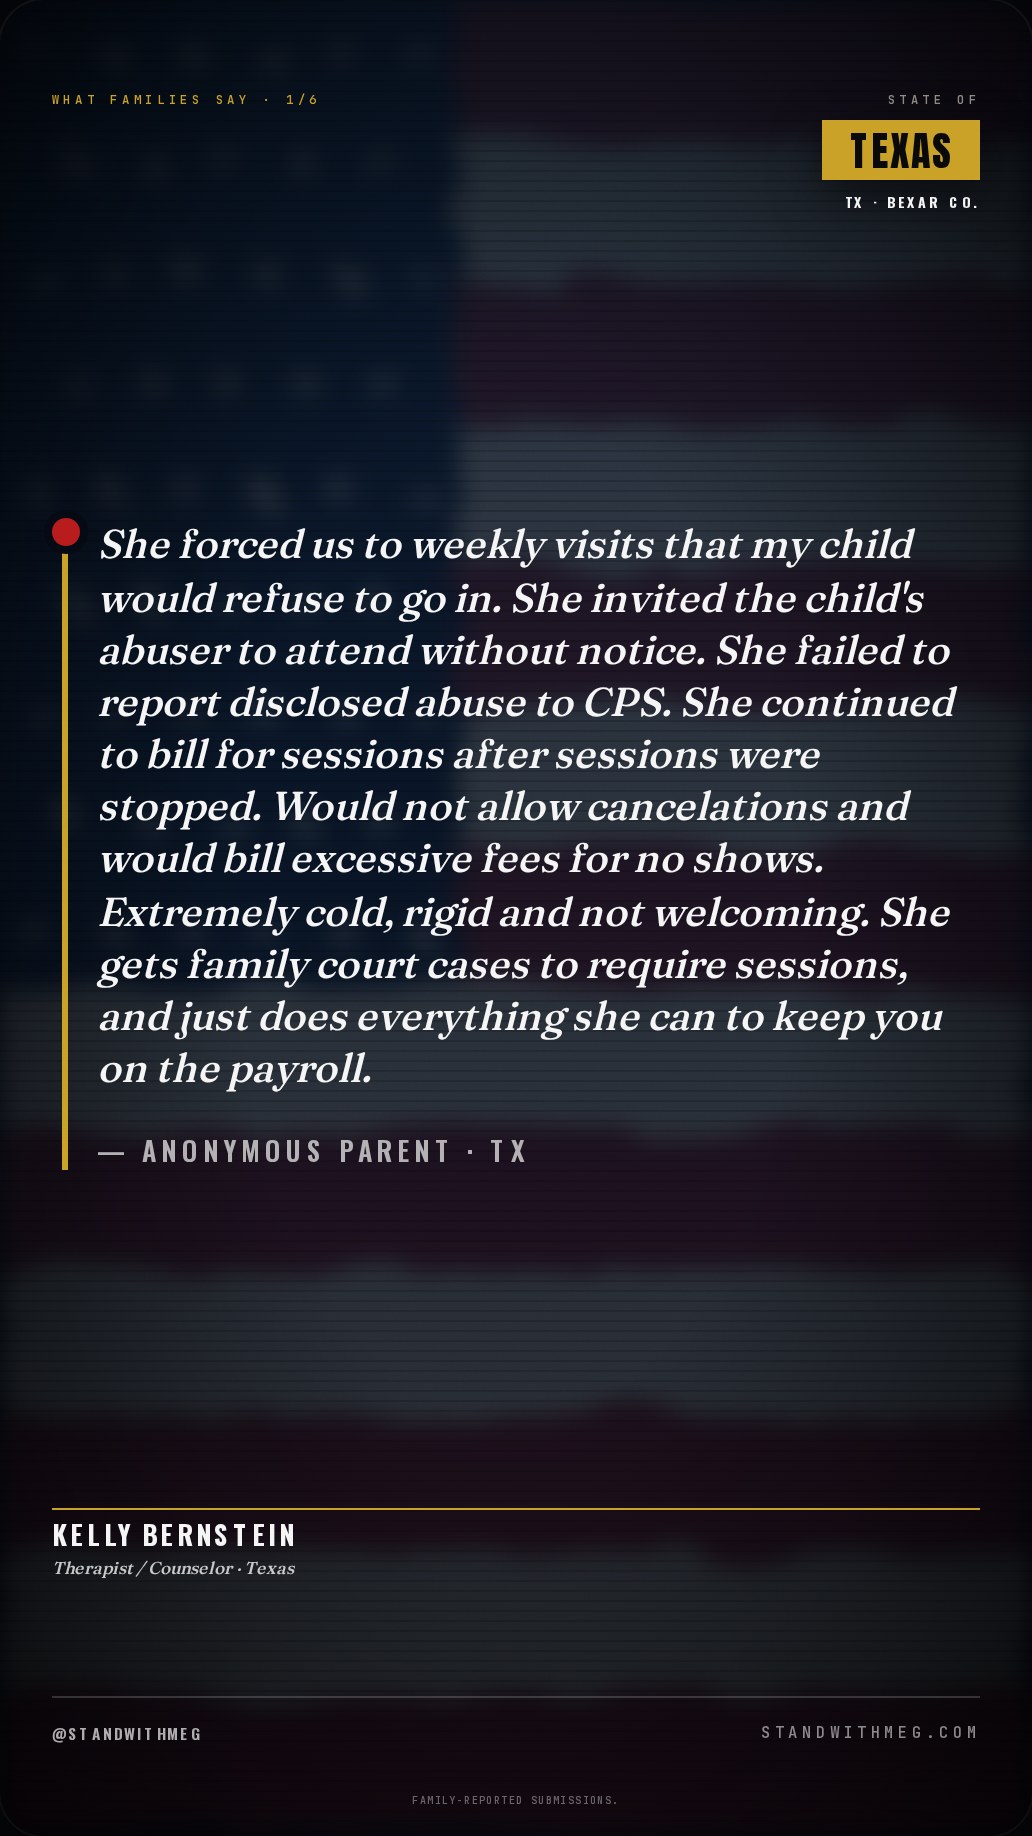 WHAT FAMILIES SAY · 1/6
STATE OF
TEXAS
TX · BEXAR CO.
She forced us to weekly visits that my child
would refuse to go in. She invited the child's
abuser to attend without notice. She failed to
report disclosed abuse to CPS. She continued
to bill for sessions after sessions were
stopped. Would not allow cancelations and
would bill excessive fees for no shows.
Extremely cold, rigid and not welcoming. She
gets family court cases to require sessions,
and just does everything she can to keep you
on the payroll.
— ANONYMOUS PARENT · TX
KELLY BERNSTEIN
Therapist / Counselor · Texas
@STANDWITHMEG
STANDWITHMEG.COM
FAMILY-REPORTED SUBMISSIONS.